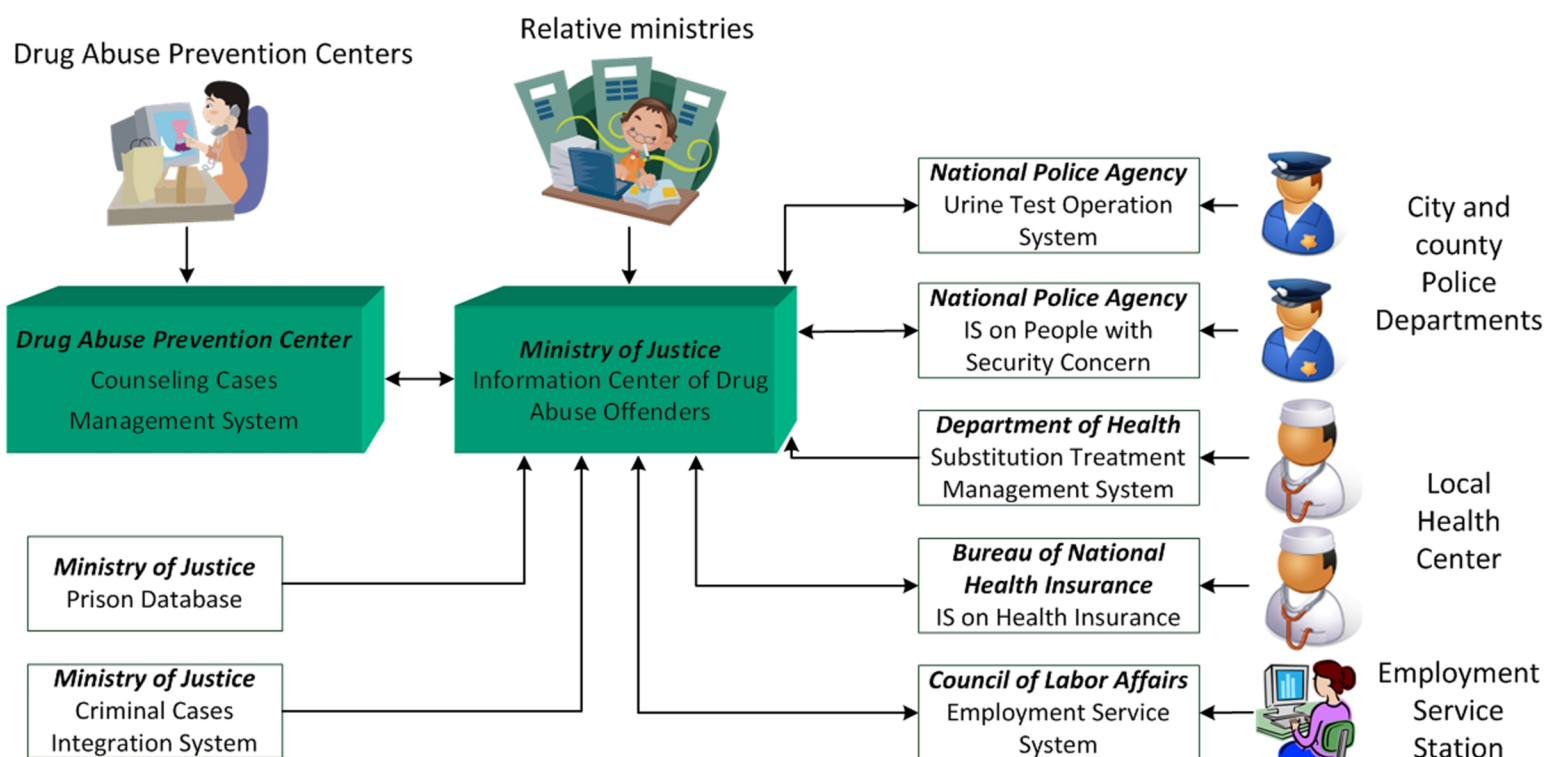 Drug Abuse Prevention Centers
Relative ministries
Drug Abuse Prevention Center
Counseling Cases
Management System
Ministry of Justice
Information Center of Drug
Abuse Offenders
Ministry of Justice
Prison Database
Ministry of Justice
Criminal Cases
Integration System
National Police Agency
Urine Test Operation
System
National Police Agency
IS on People with
Security Concern
Department of Health
Substitution Treatment
Management System
Bureau of National
Health Insurance
IS on Health Insurance
Council of Labor Affairs
Employment Service
System
City and
county
Police
Departments
Local
Health
Center
Employment
Service
Station